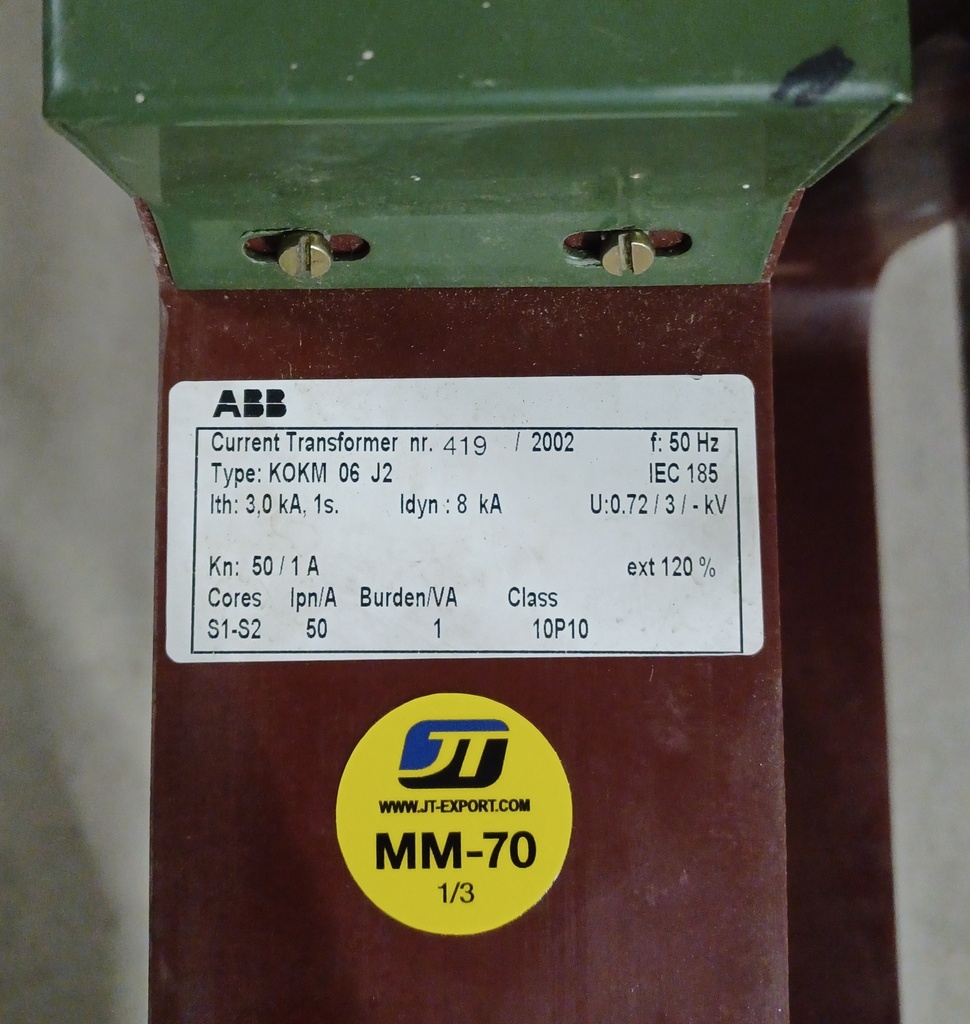 ABB
Current Transformer nr. 419 / 2002 f: 50 Hz
Type: KOKM 06 J2 IEC 185
Ith: 3,0 kA, 1s. Idyn : 8 kA U:0.72 / 3 / - kV
Kn: 50 / 1 A ext 120 %
Cores Ipn/A Burden/VA Class
S1-S2 50 1 10P10
JT
WWW.JT-EXPORT.COM
MM-70
1/3